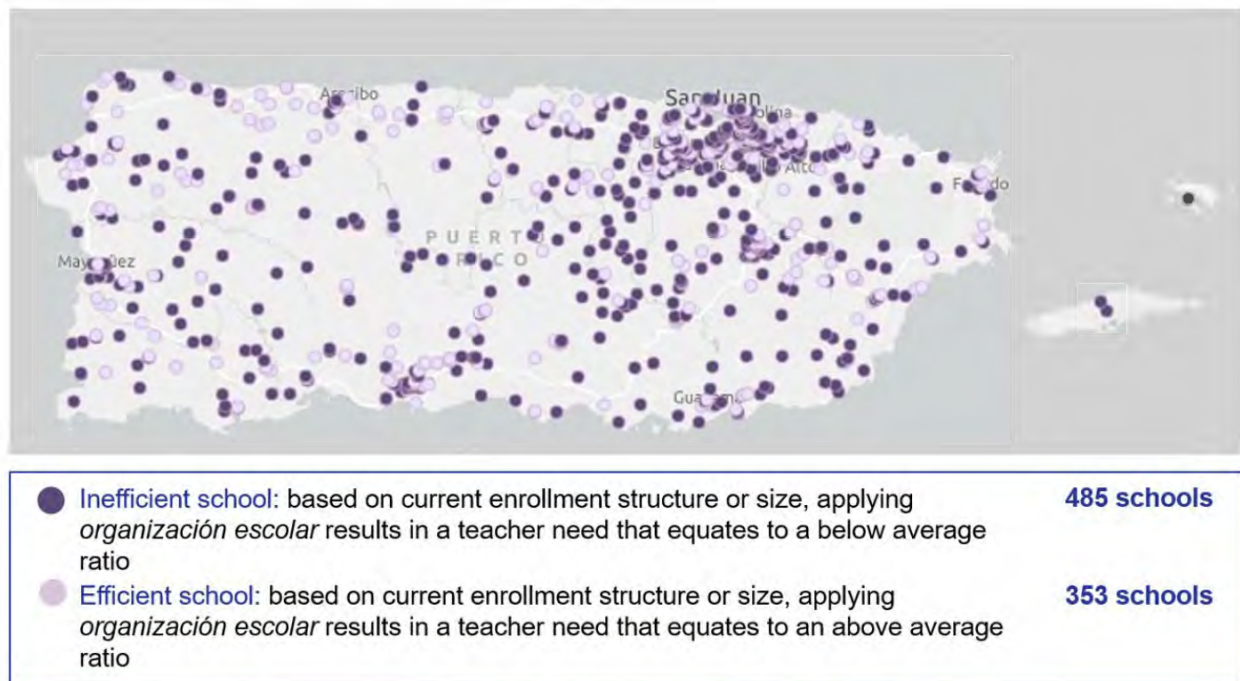 Arecibo
San Juan
Mayagüez
PUERTO
RICO
Fajardo
Guayama
Inefficient school: based on current enrollment structure or size, applying
organización escolar results in a teacher need that equates to a below average
ratio
485 schools
Efficient school: based on current enrollment structure or size, applying
organización escolar results in a teacher need that equates to an above average
ratio
353 schools